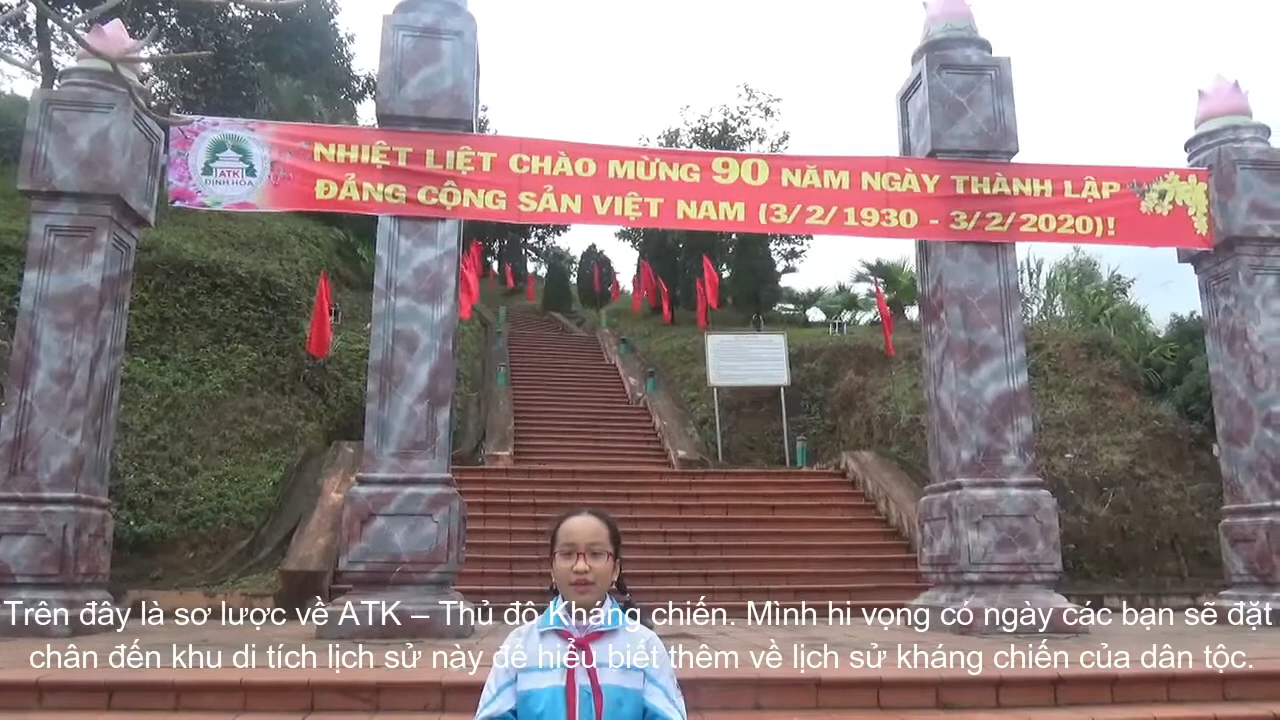 NHIỆT LIỆT CHÀO MỪNG 90 NĂM NGÀY THÀNH LẬP
ĐẢNG CỘNG SẢN VIỆT NAM (3/2/1930 - 3/2/2020)!
ATK
ĐỊNH HÓA
Trên đây là sơ lược về ATK – Thủ đô Kháng chiến. Mình hi vọng có ngày các bạn sẽ đặt
chân đến khu di tích lịch sử này để hiểu biết thêm về lịch sử kháng chiến của dân tộc.